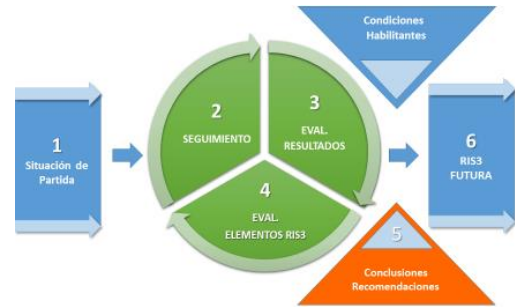 1
Situación de
Partida
2
SEGUIMIENTO
3
EVAL.
RESULTADOS
4
EVAL.
ELEMENTOS RIS3
Condiciones
Habilitantes
5
Conclusiones
Recomendaciones
6
RIS3
FUTURA